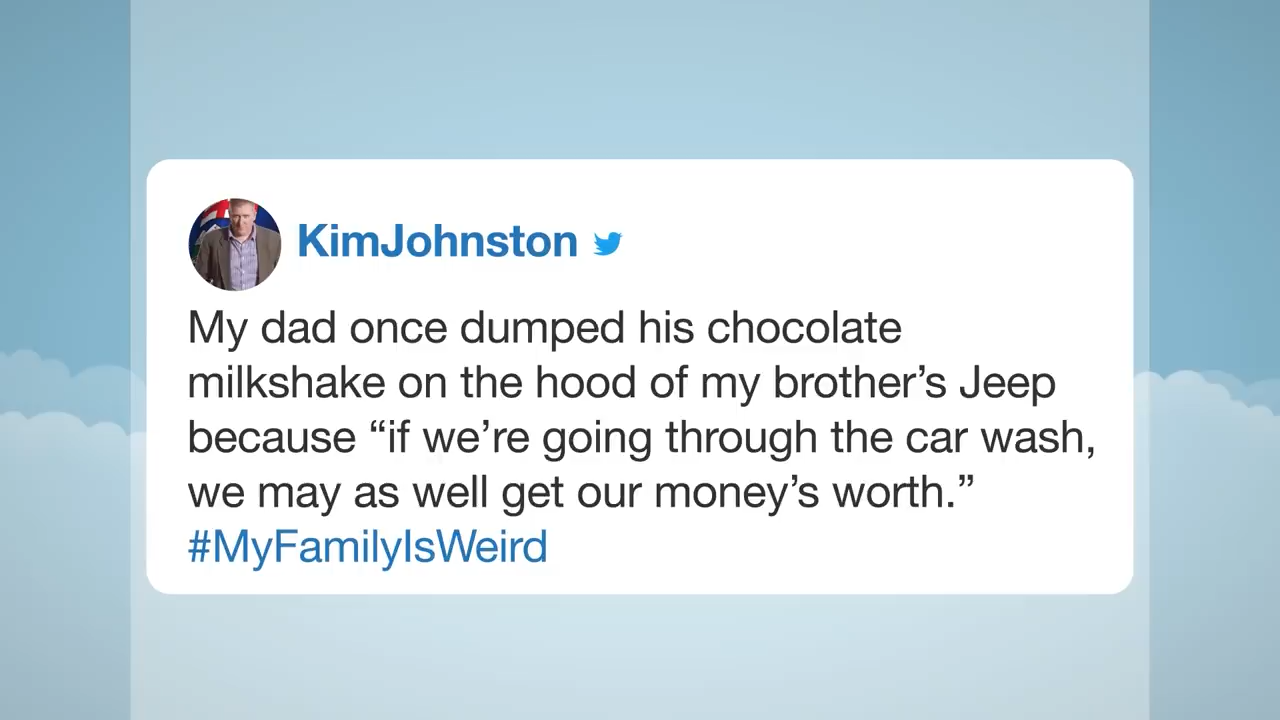 KimJohnston
My dad once dumped his chocolate
milkshake on the hood of my brother’s Jeep
because “if we’re going through the car wash,
we may as well get our money’s worth.”
#MyFamilyIsWeird